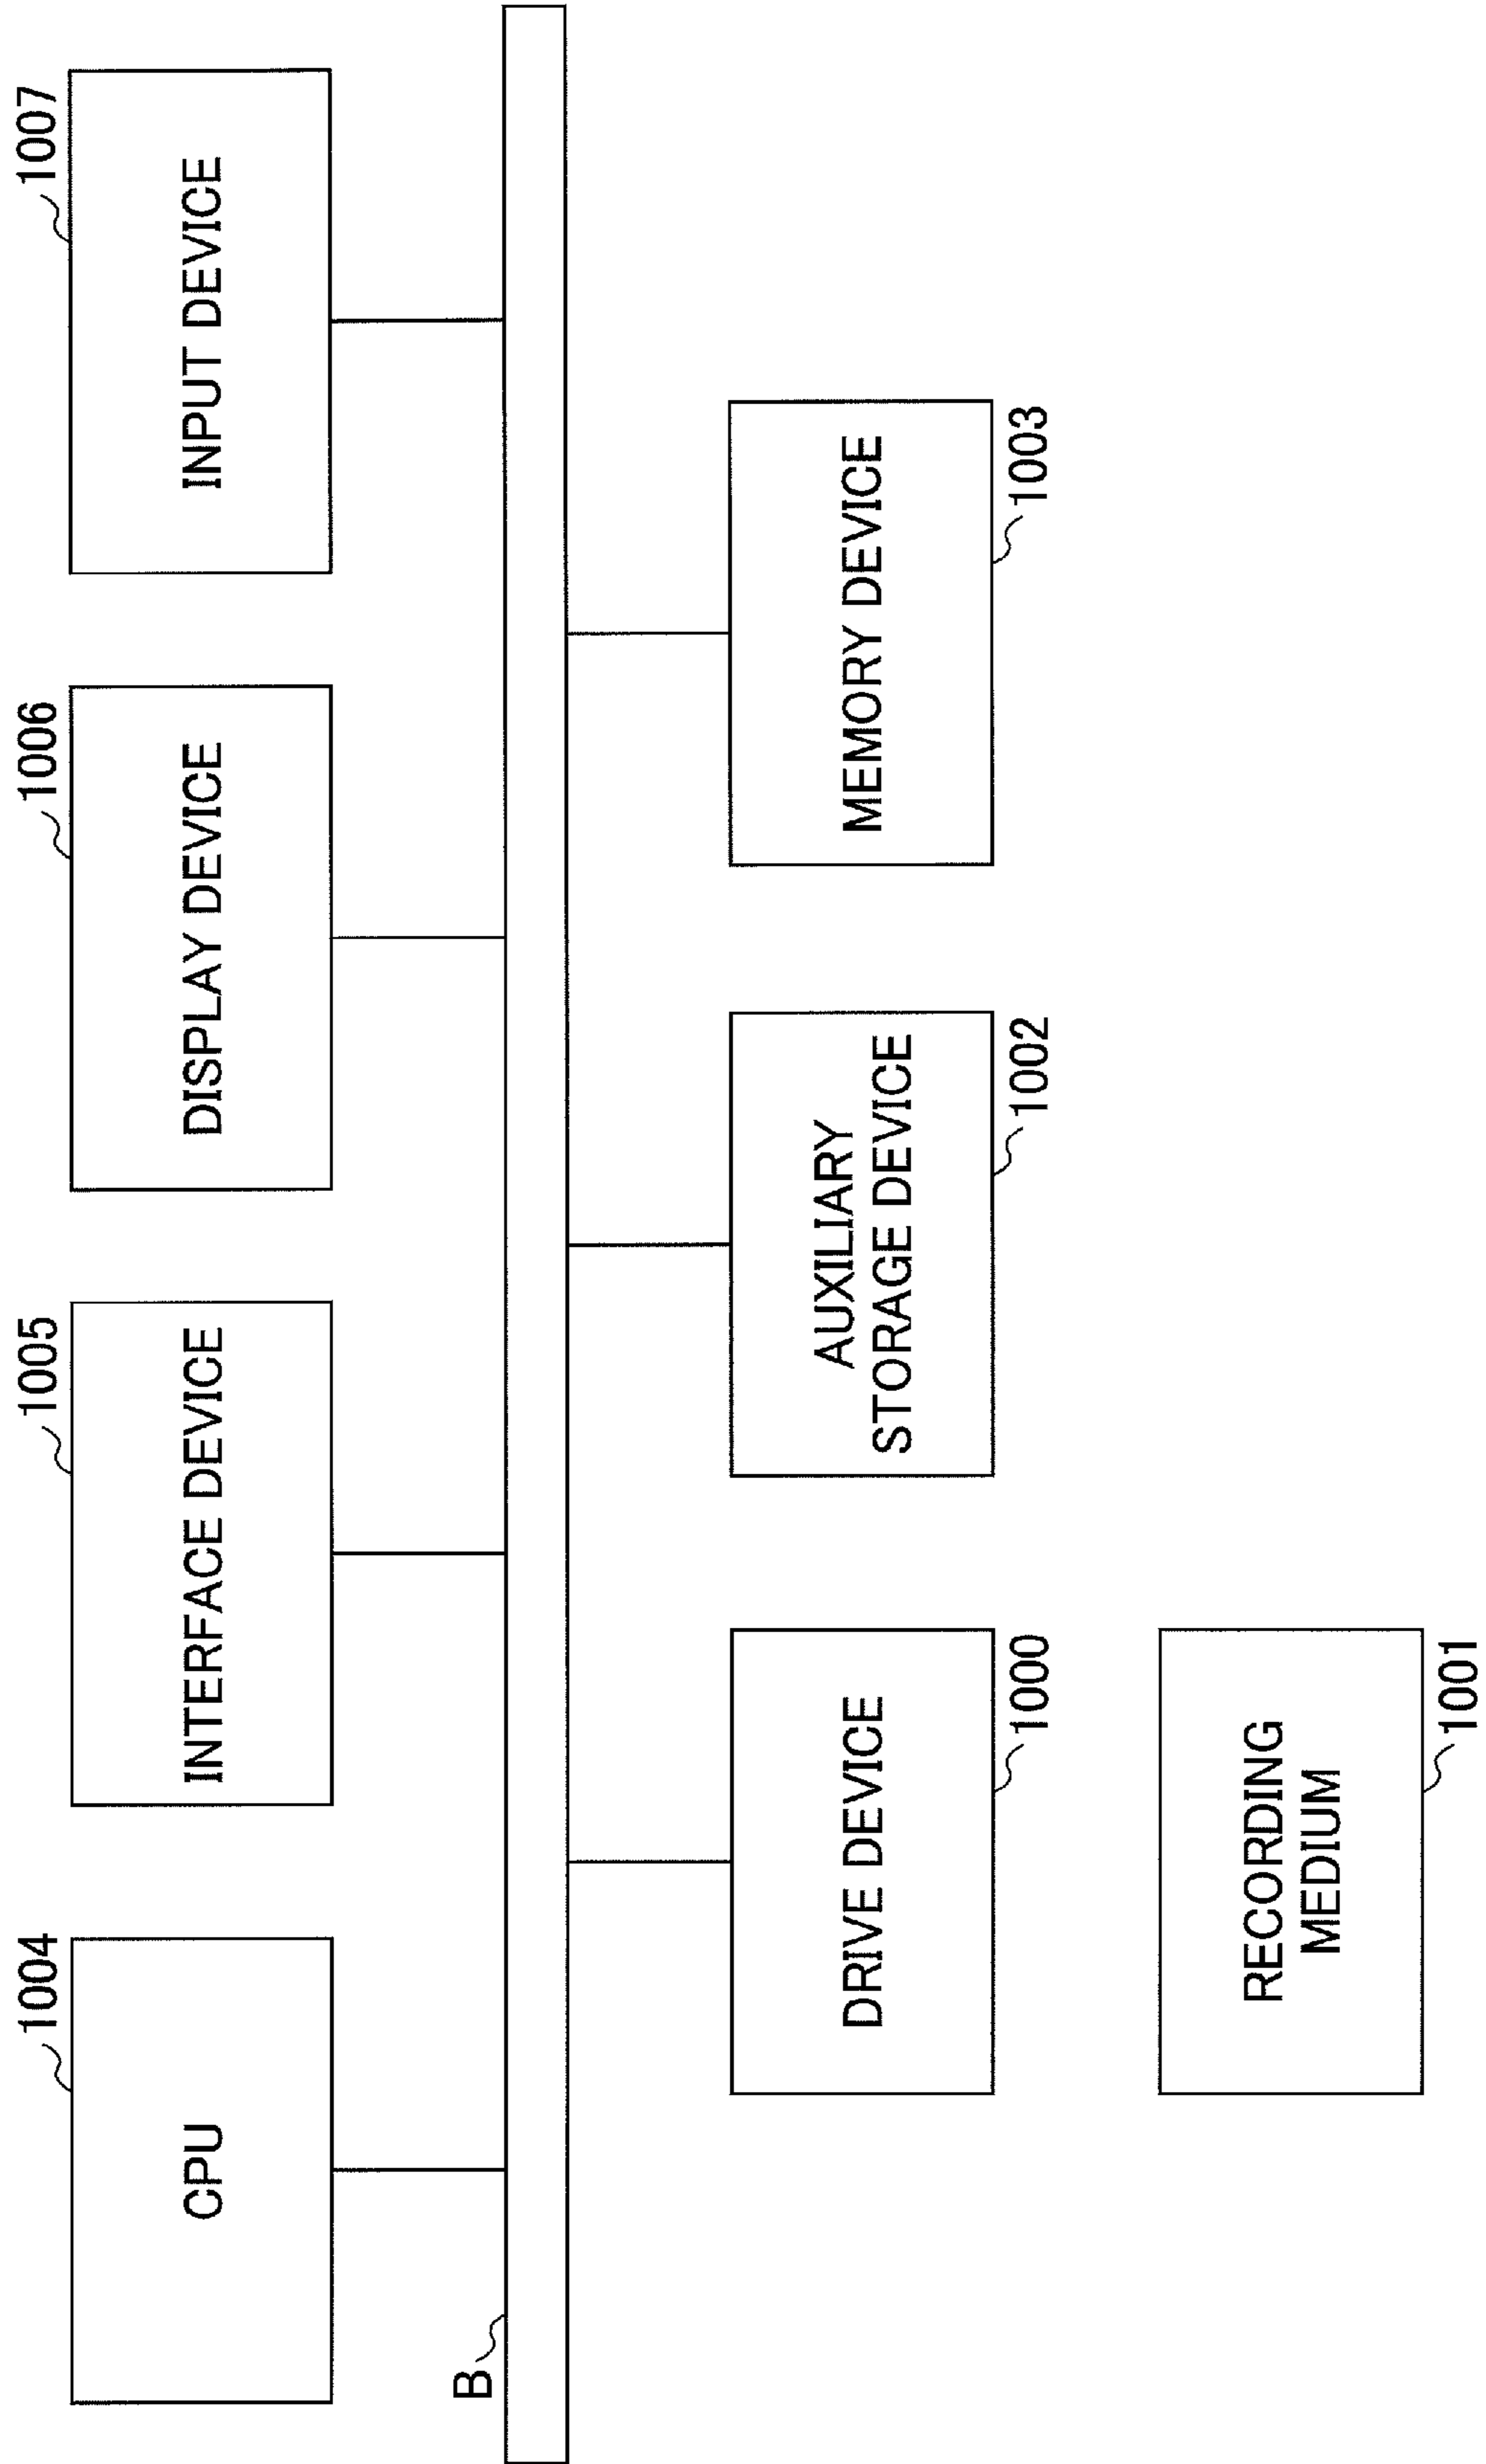 1004
1005
1006
1007
CPU
INTERFACE DEVICE
DISPLAY DEVICE
INPUT DEVICE
B
DRIVE DEVICE
AUXILIARY
STORAGE DEVICE
MEMORY DEVICE
1000
1002
1003
RECORDING
MEDIUM
1001